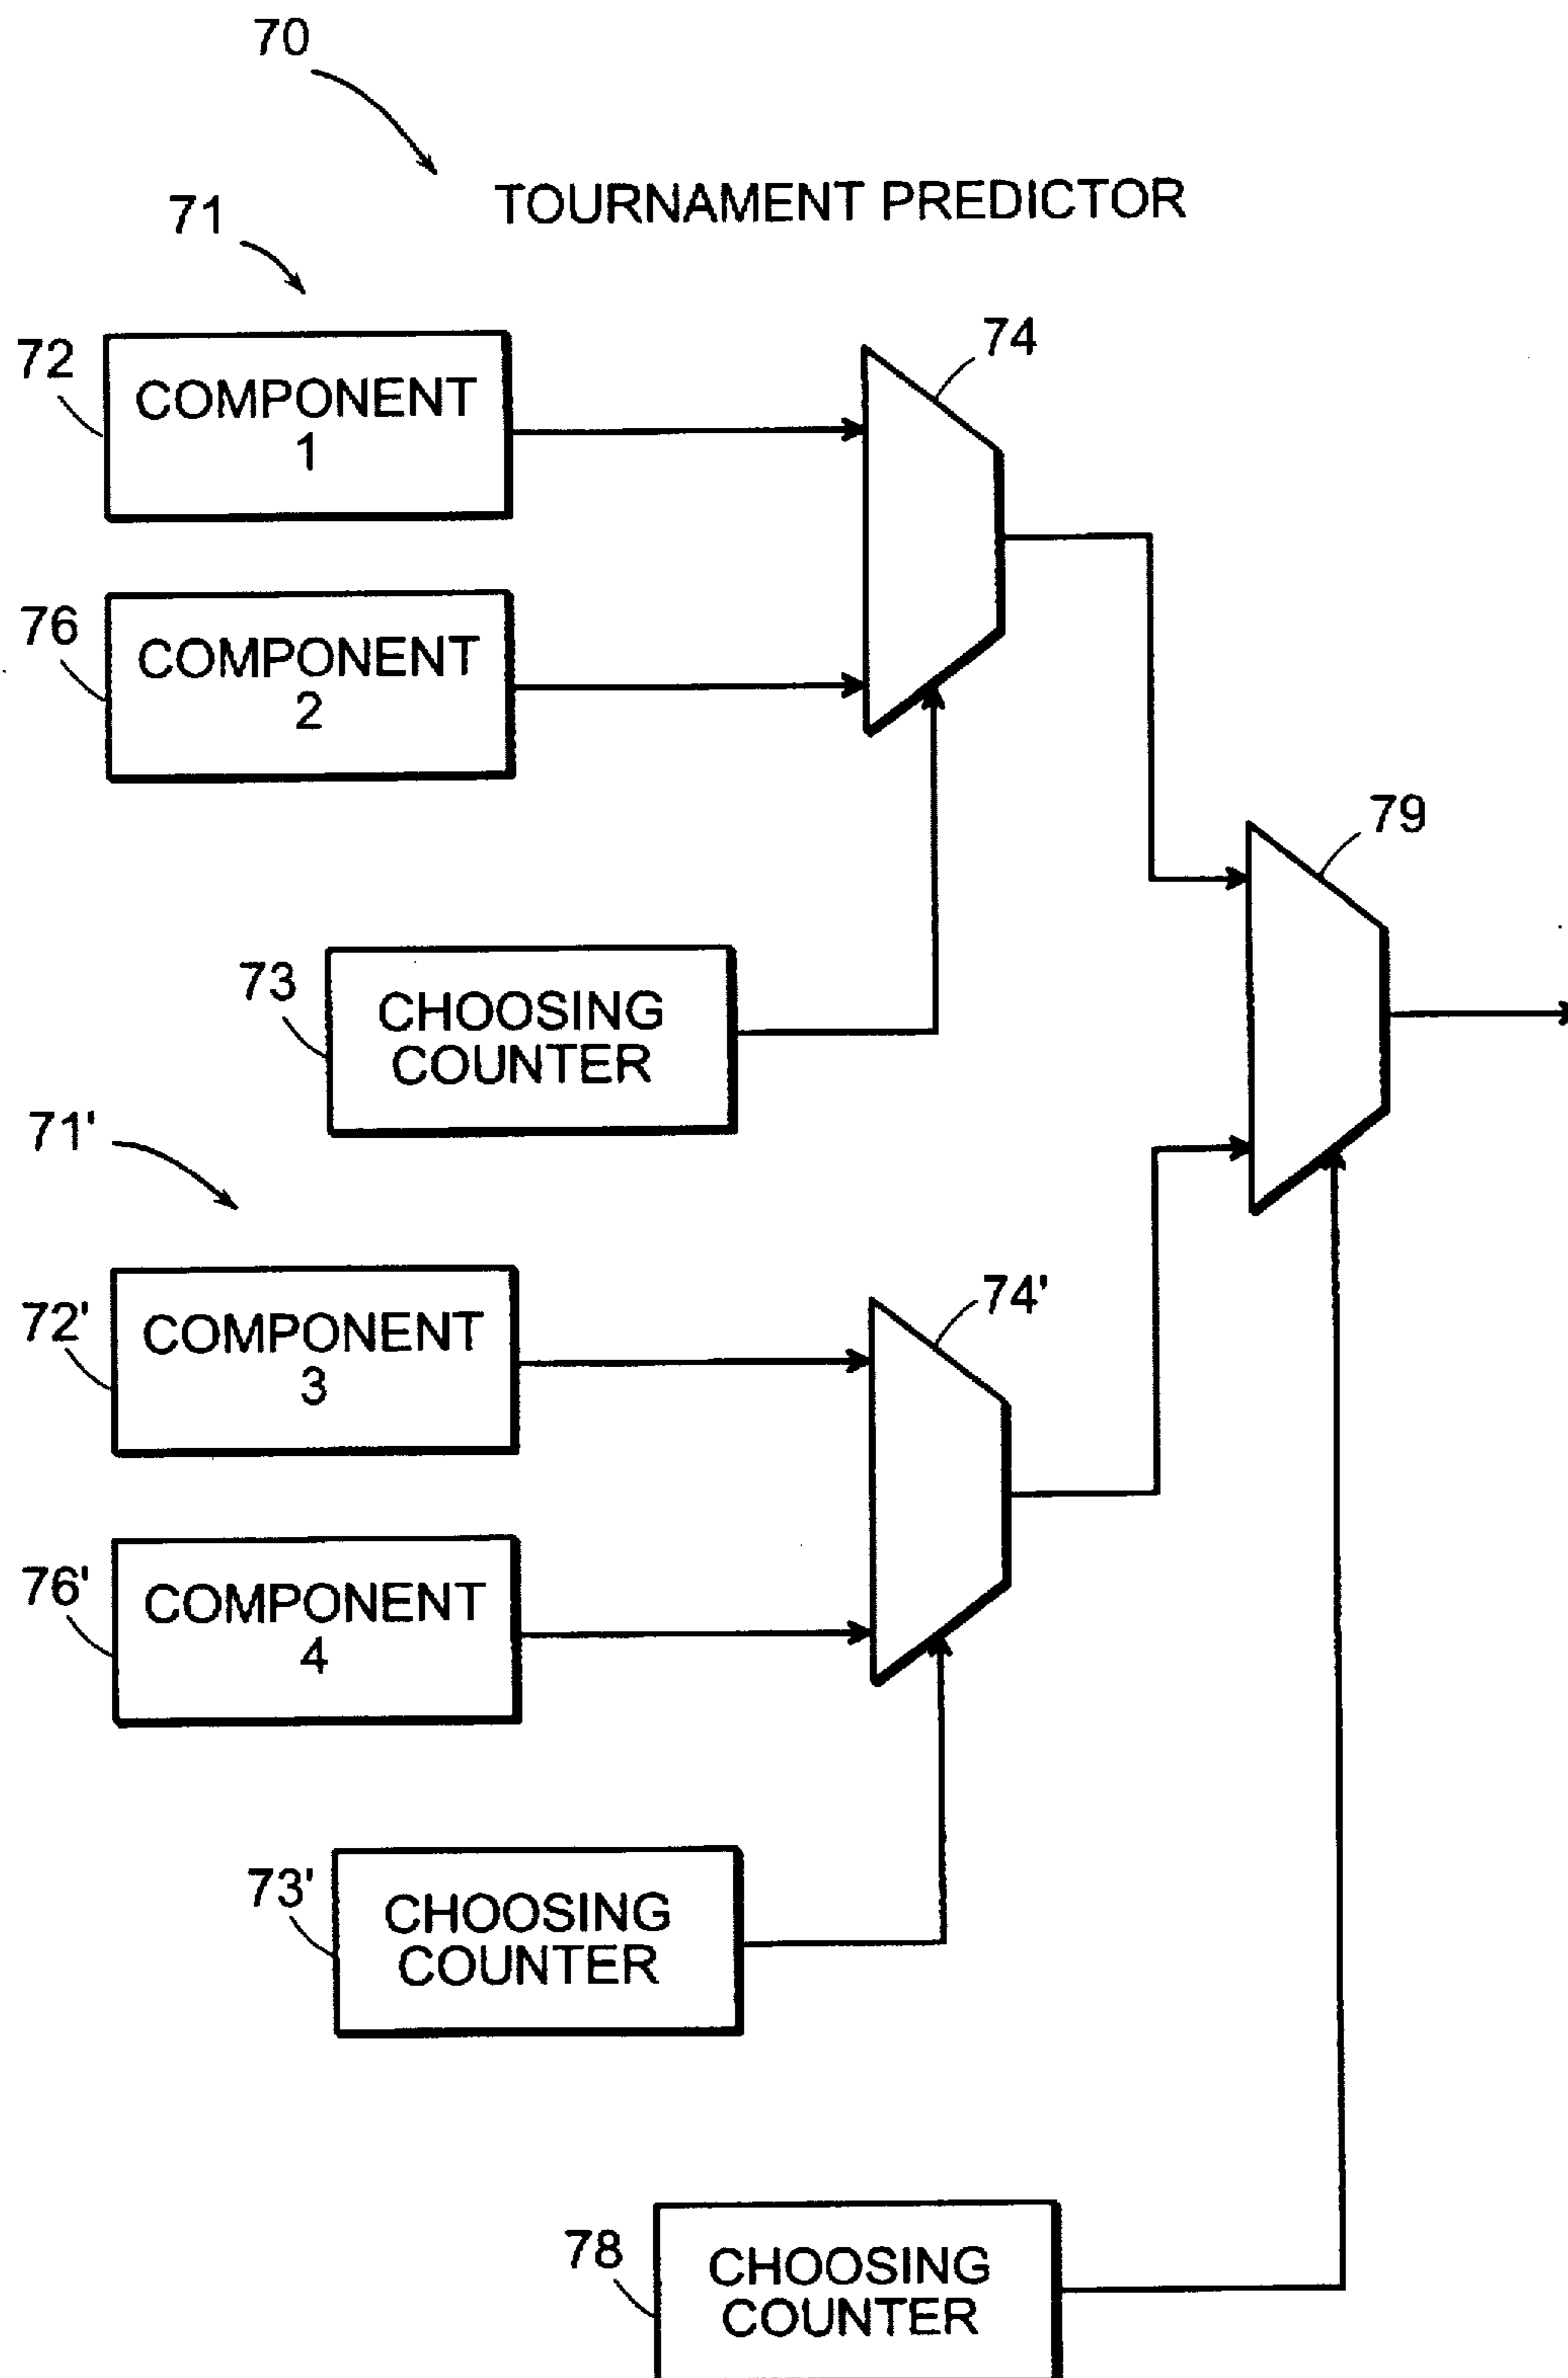 70
TOURNAMENT PREDICTOR
71
72
COMPONENT
1
74
76
COMPONENT
2
79
73
CHOOSING
COUNTER
71'
72'
COMPONENT
3
74'
76'
COMPONENT
4
73'
CHOOSING
COUNTER
78
CHOOSING
COUNTER